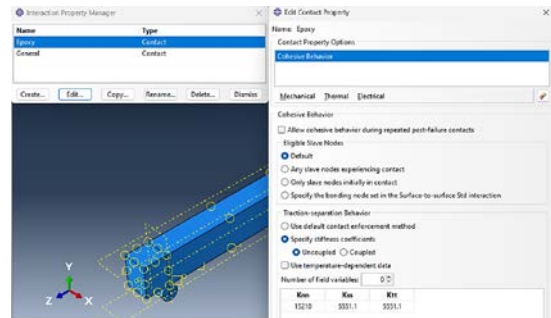 Interaction Property Manager
Name Type
Epoxy Contact
General Contact
Create... Edit... Copy... Rename... Delete... Dismiss
Y
Z X
Edit Contact Property
Name: Epoxy
Contact Property Options
Cohesive Behavior
Mechanical Thermal Electrical
Cohesive Behavior
Allow cohesive behavior during repeated post-failure contacts
Eligible Slave Nodes
Default
Any slave nodes experiencing contact
Only slave nodes initially in contact
Specify the bonding node set in the Surface-to-surface Std interaction
Traction-separation Behavior
Use default contact enforcement method
Specify stiffness coefficients
Uncoupled Coupled
Use temperature-dependent data
Number of field variables: 0
Knn Kss Ktt
15210 5551.1 5551.1